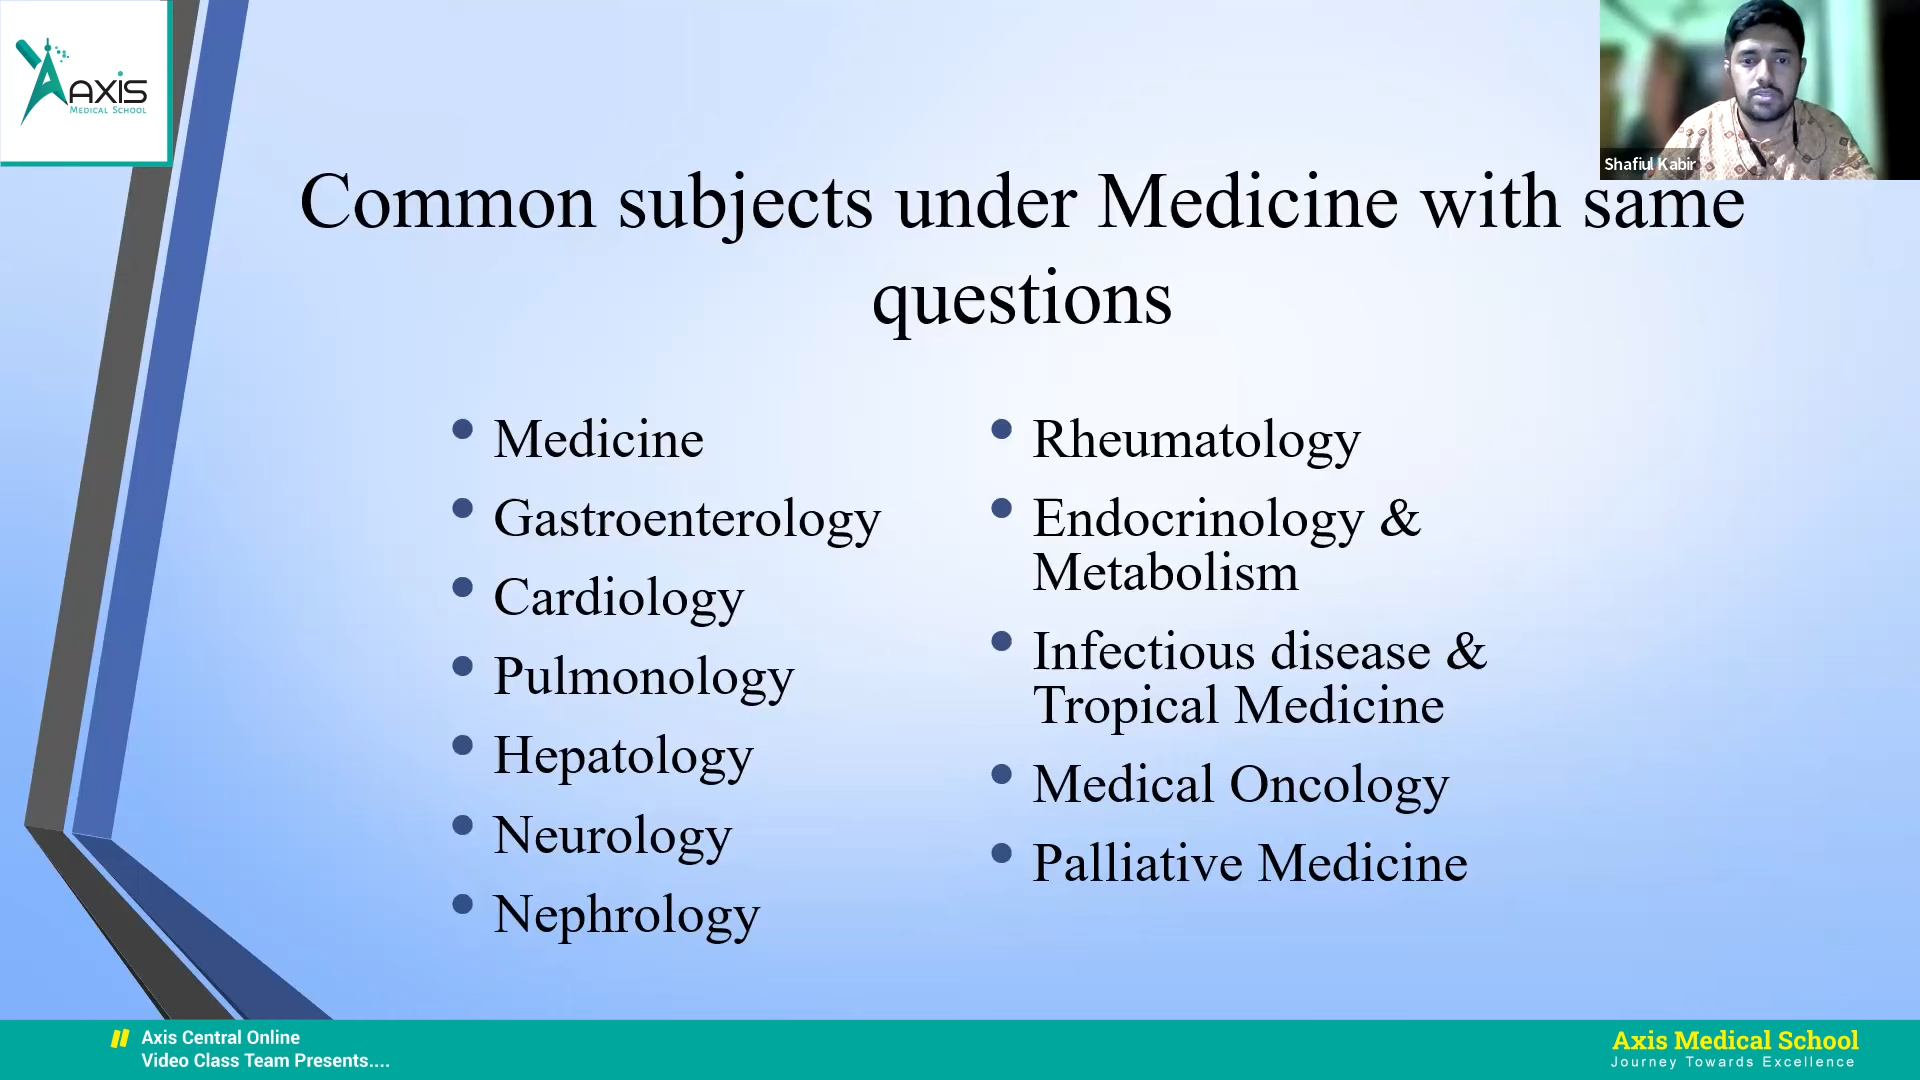 AXIS
MEDICAL SCHOOL
Shafiul Kabir
Common subjects under Medicine with same
questions
• Medicine
• Gastroenterology
• Cardiology
• Pulmonology
• Hepatology
• Neurology
• Nephrology
• Rheumatology
• Endocrinology &
Metabolism
• Infectious disease &
Tropical Medicine
• Medical Oncology
• Palliative Medicine
Axis Central Online
Video Class Team Presents....
Axis Medical School
Journey Towards Excellence